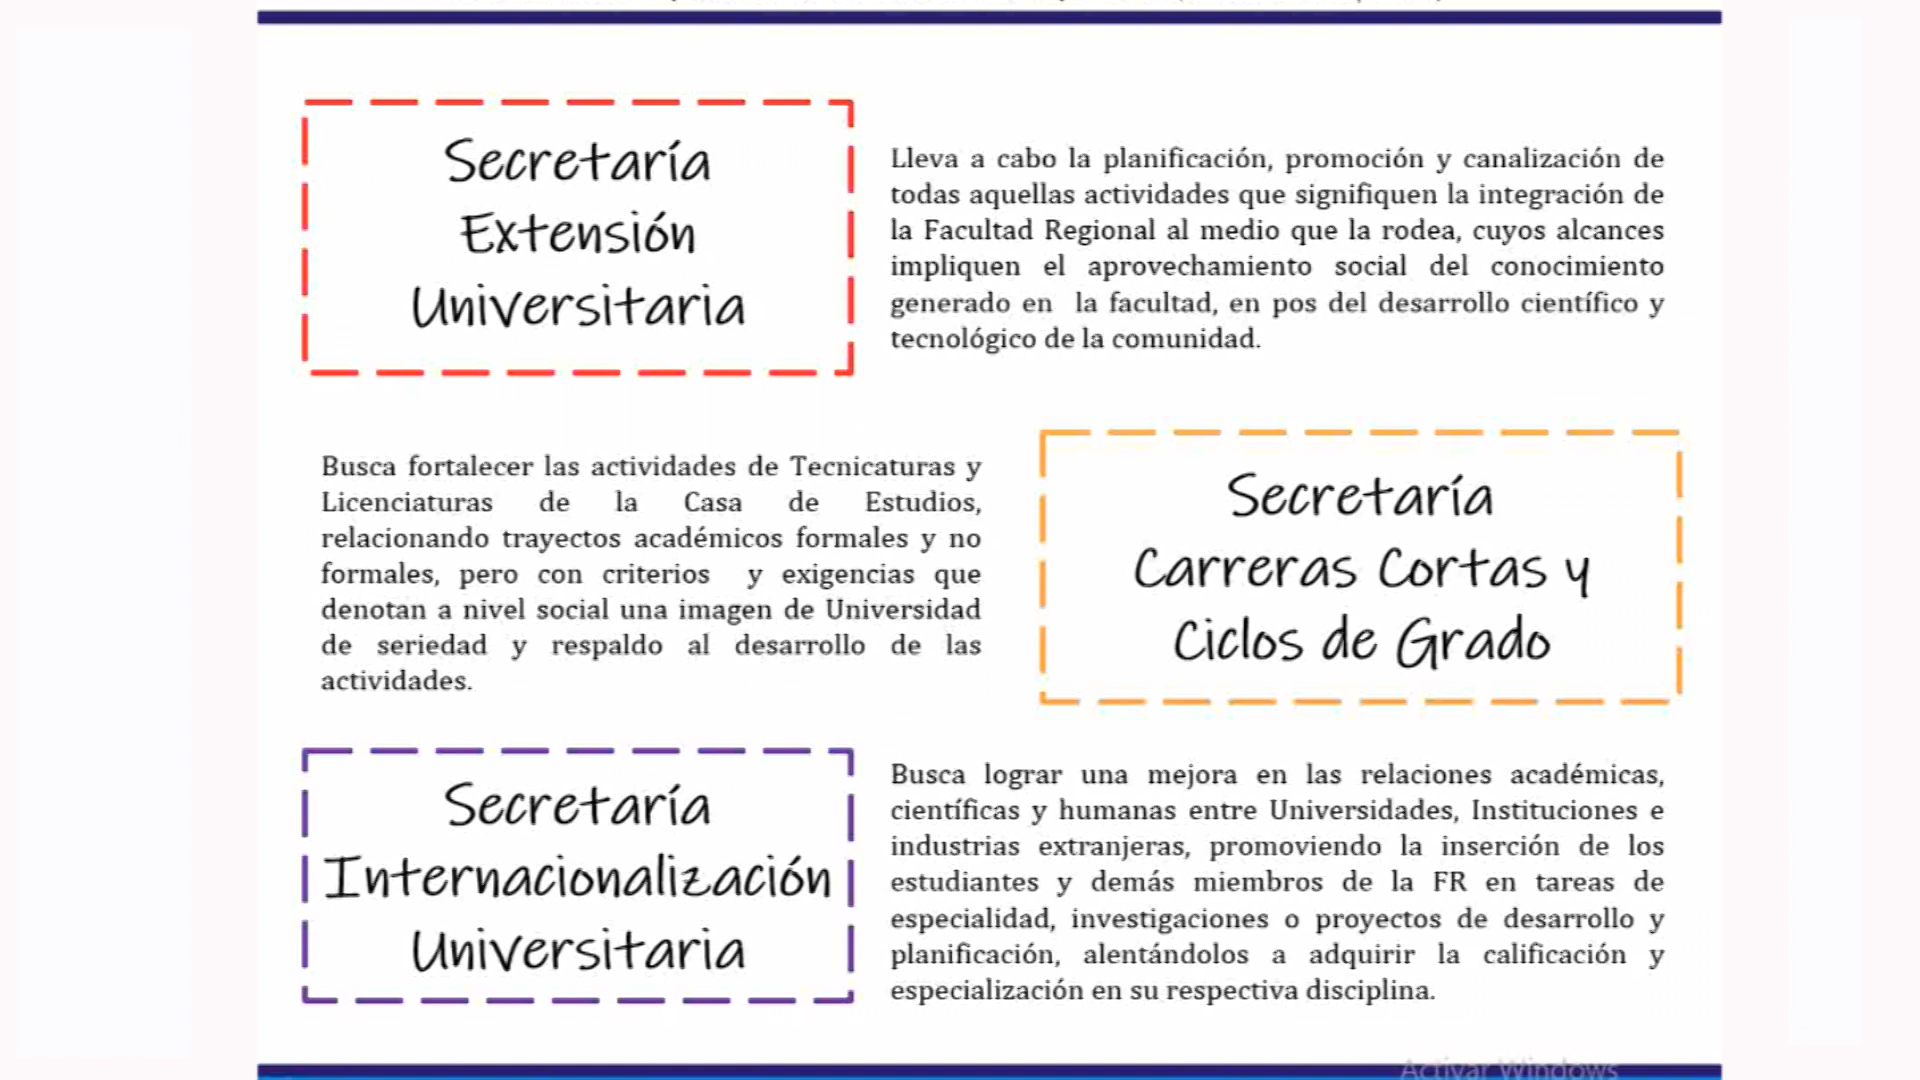 Secretaría
Extensión
Universitaria
Lleva a cabo la planificación, promoción y canalización de
todas aquellas actividades que signifiquen la integración de
la Facultad Regional al medio que la rodea, cuyos alcances
impliquen el aprovechamiento social del conocimiento
generado en la facultad, en pos del desarrollo científico y
tecnológico de la comunidad.
Busca fortalecer las actividades de Tecnicaturas y
Licenciaturas de la Casa de Estudios,
relacionando trayectos académicos formales y no
formales, pero con criterios y exigencias que
denotan a nivel social una imagen de Universidad
de seriedad y respaldo al desarrollo de las
actividades.
Secretaría
Carreras Cortas y
Ciclos de Grado
Secretaría
Internacionalización
Universitaria
Busca lograr una mejora en las relaciones académicas,
científicas y humanas entre Universidades, Instituciones e
industrias extranjeras, promoviendo la inserción de los
estudiantes y demás miembros de la FR en tareas de
especialidad, investigaciones o proyectos de desarrollo y
planificación, alentándolos a adquirir la calificación y
especialización en su respectiva disciplina.
Activar Windows